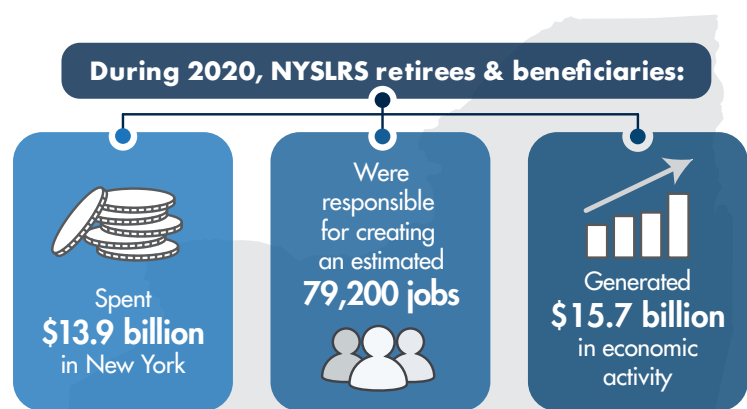 During 2020, NYSLRS retirees & beneficiaries:
Spent
$13.9 billion
in New York
Were
responsible
for creating
an estimated
79,200 jobs
Generated
$15.7 billion
in economic
activity